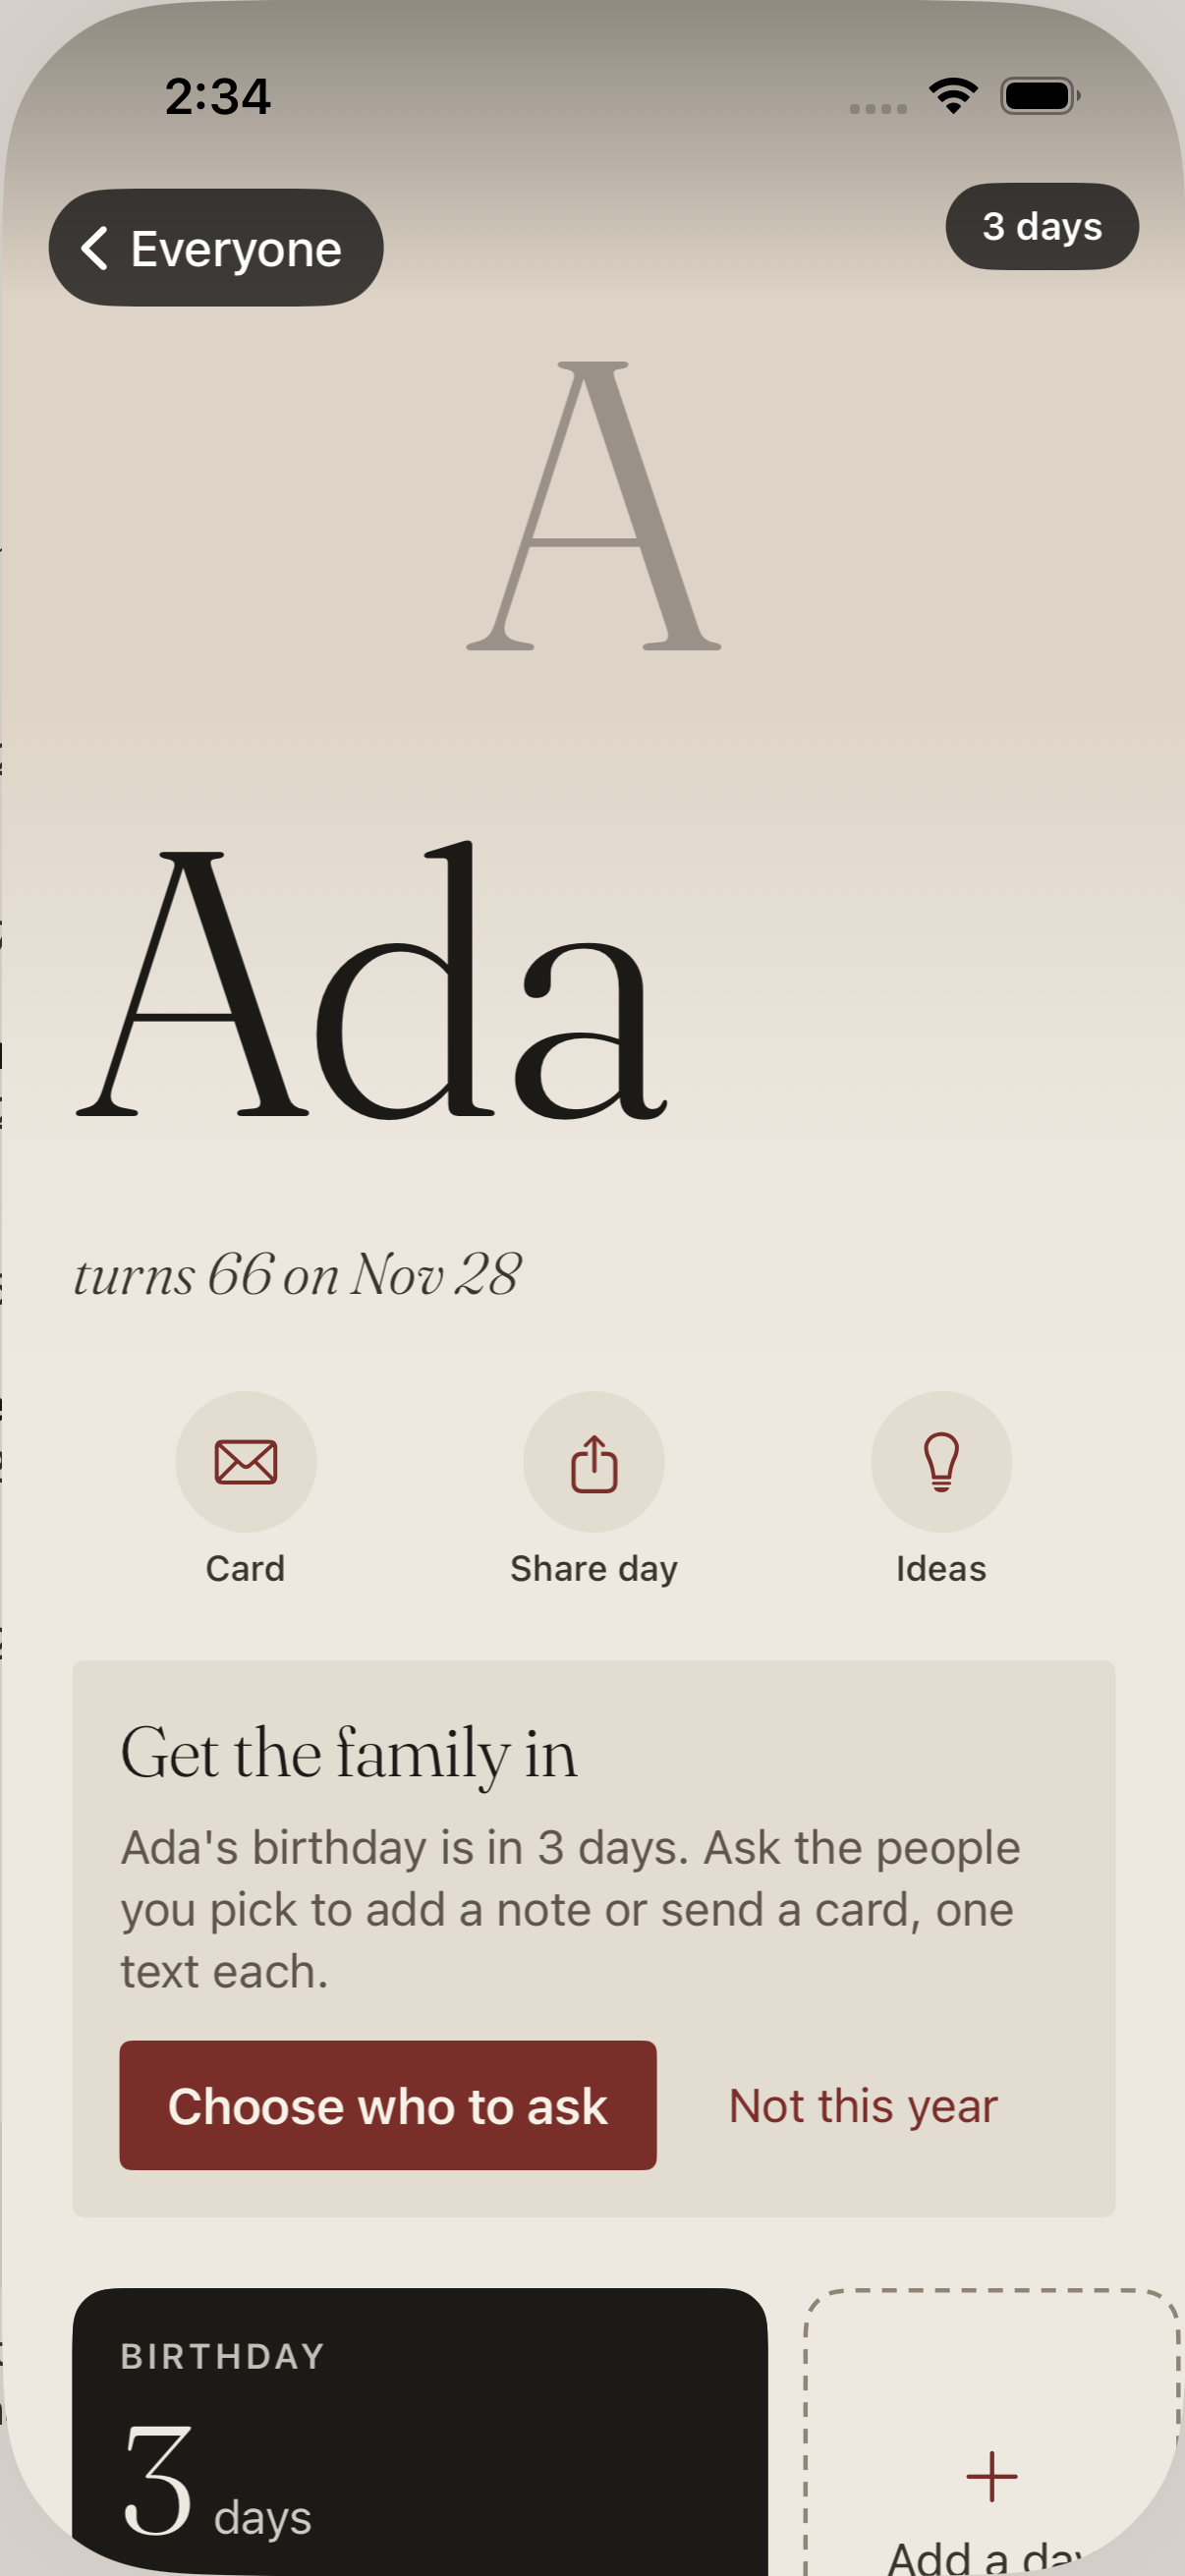 2:34
Everyone
3 days
A
Ada
turns 66 on Nov 28
Card
Share day
Ideas
Get the family in
Ada's birthday is in 3 days. Ask the people
you pick to add a note or send a card, one
text each.
Choose who to ask
Not this year
BIRTHDAY
3 days
Add a day